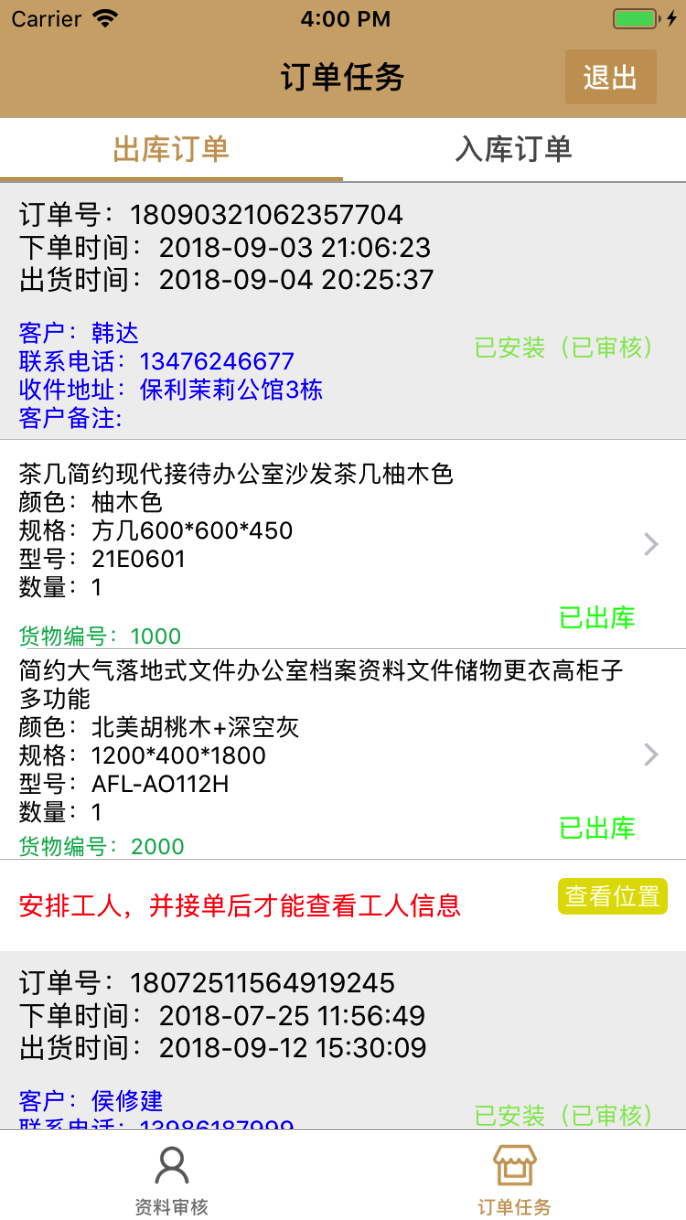 Carrier 4:00 PM
订单任务 退出
出库订单 入库订单
订单号：18090321062357704
下单时间：2018-09-03 21:06:23
出货时间：2018-09-04 20:25:37
客户：韩达
联系电话：13476246677
已安装（已审核）
收件地址：保利茉莉公馆3栋
客户备注:
茶几简约现代接待办公室沙发茶几柚木色
颜色：柚木色
规格：方几600*600*450
型号：21E0601
数量：1
已出库
货物编号：1000
简约大气落地式文件办公室档案资料文件储物更衣高柜子
多功能
颜色：北美胡桃木+深空灰
规格：1200*400*1800
型号：AFL-AO112H
数量：1
已出库
货物编号：2000
安排工人，并接单后才能查看工人信息 查看位置
订单号：18072511564919245
下单时间：2018-07-25 11:56:49
出货时间：2018-09-12 15:30:09
客户：侯修建
已安装（已审核）
联系电话：13986187999
资料审核 订单任务